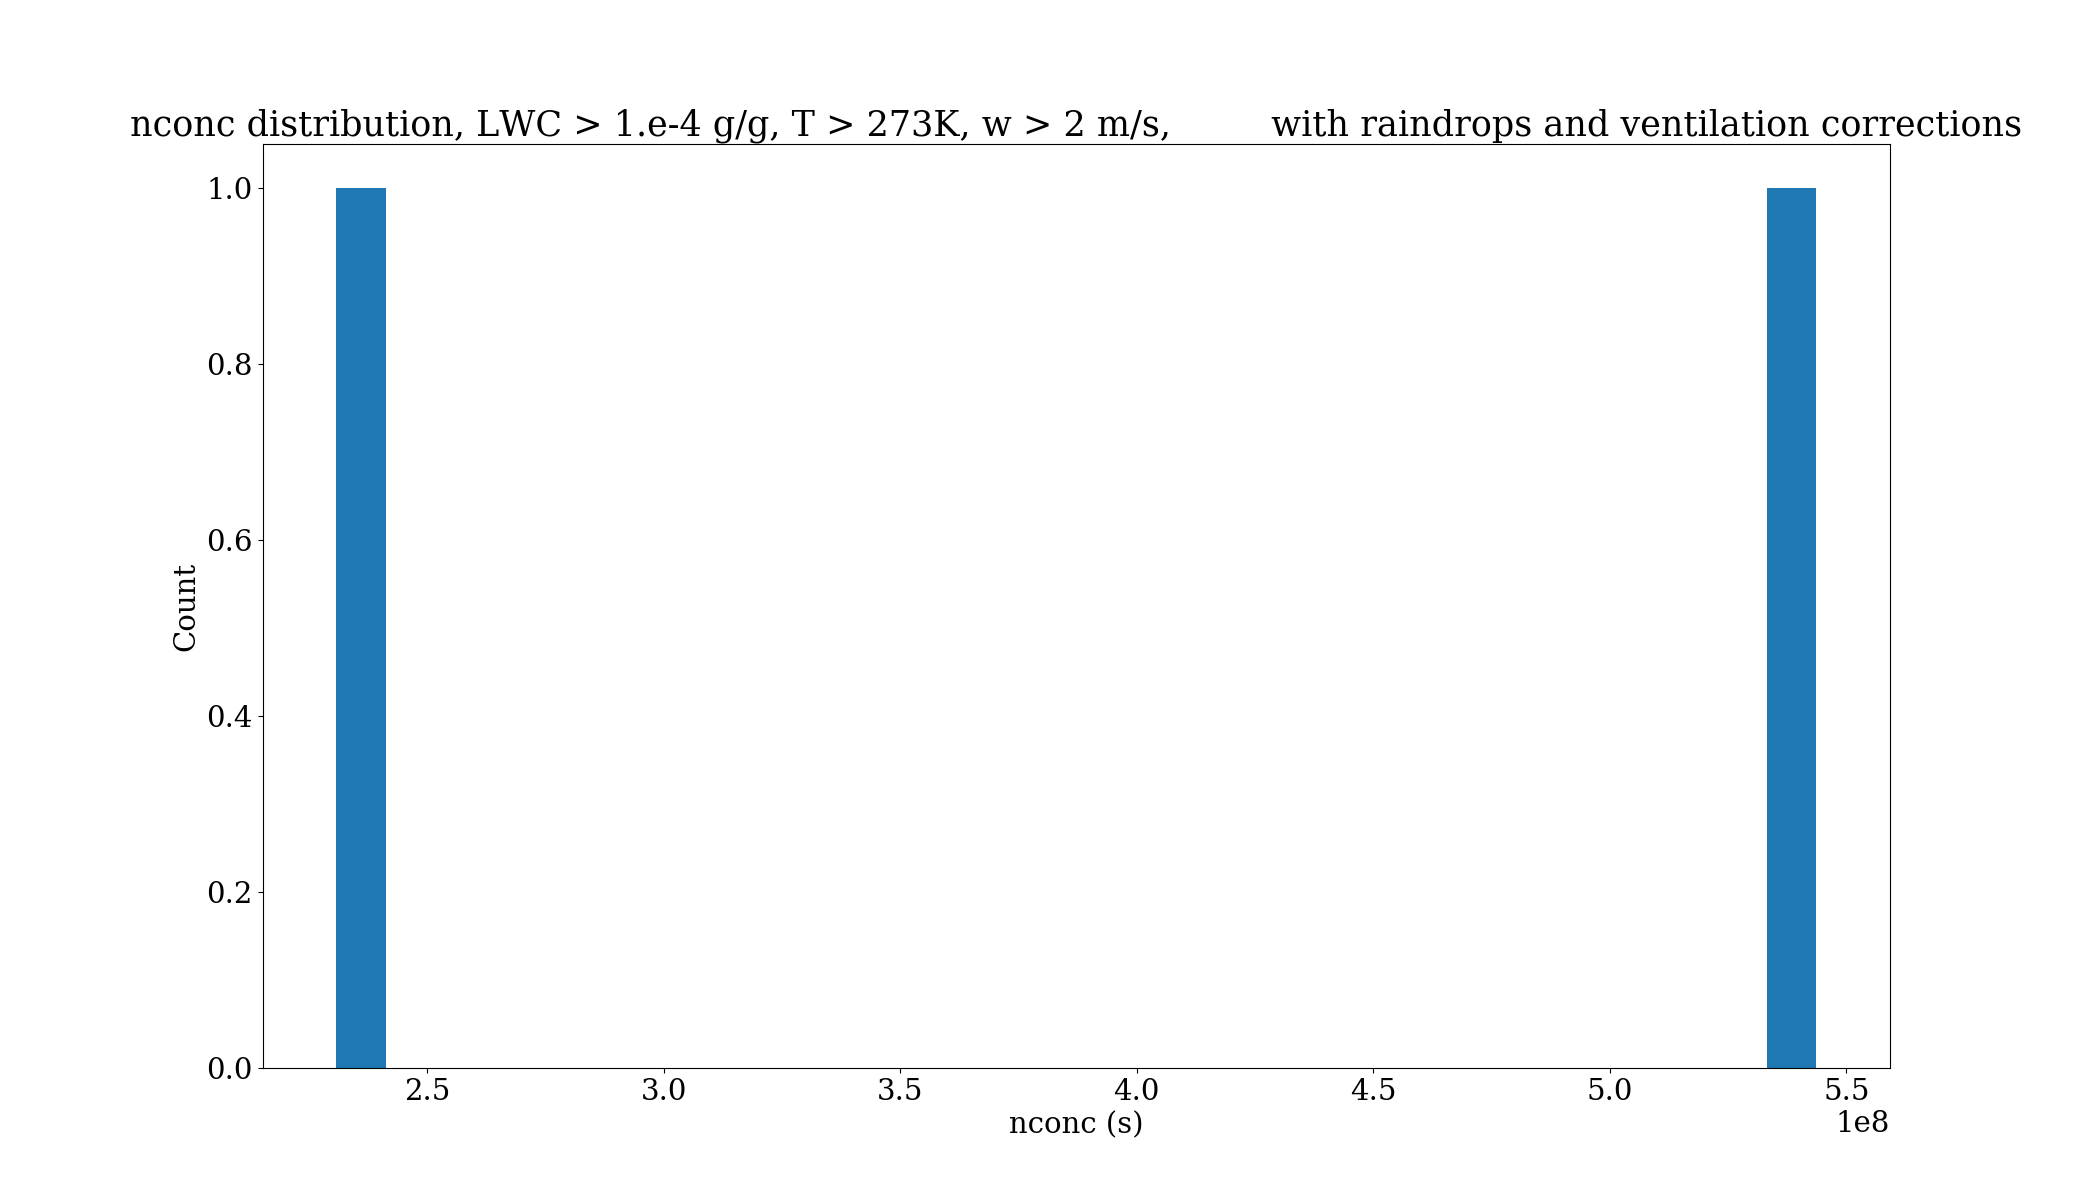 nconc distribution, LWC > 1.e-4 g/g, T > 273K, w > 2 m/s,         with raindrops and ventilation corrections
1.0
0.8
0.6
0.4
0.2
0.0
Count
2.5 3.0 3.5 4.0 4.5 5.0 5.5
nconc (s)
1e8